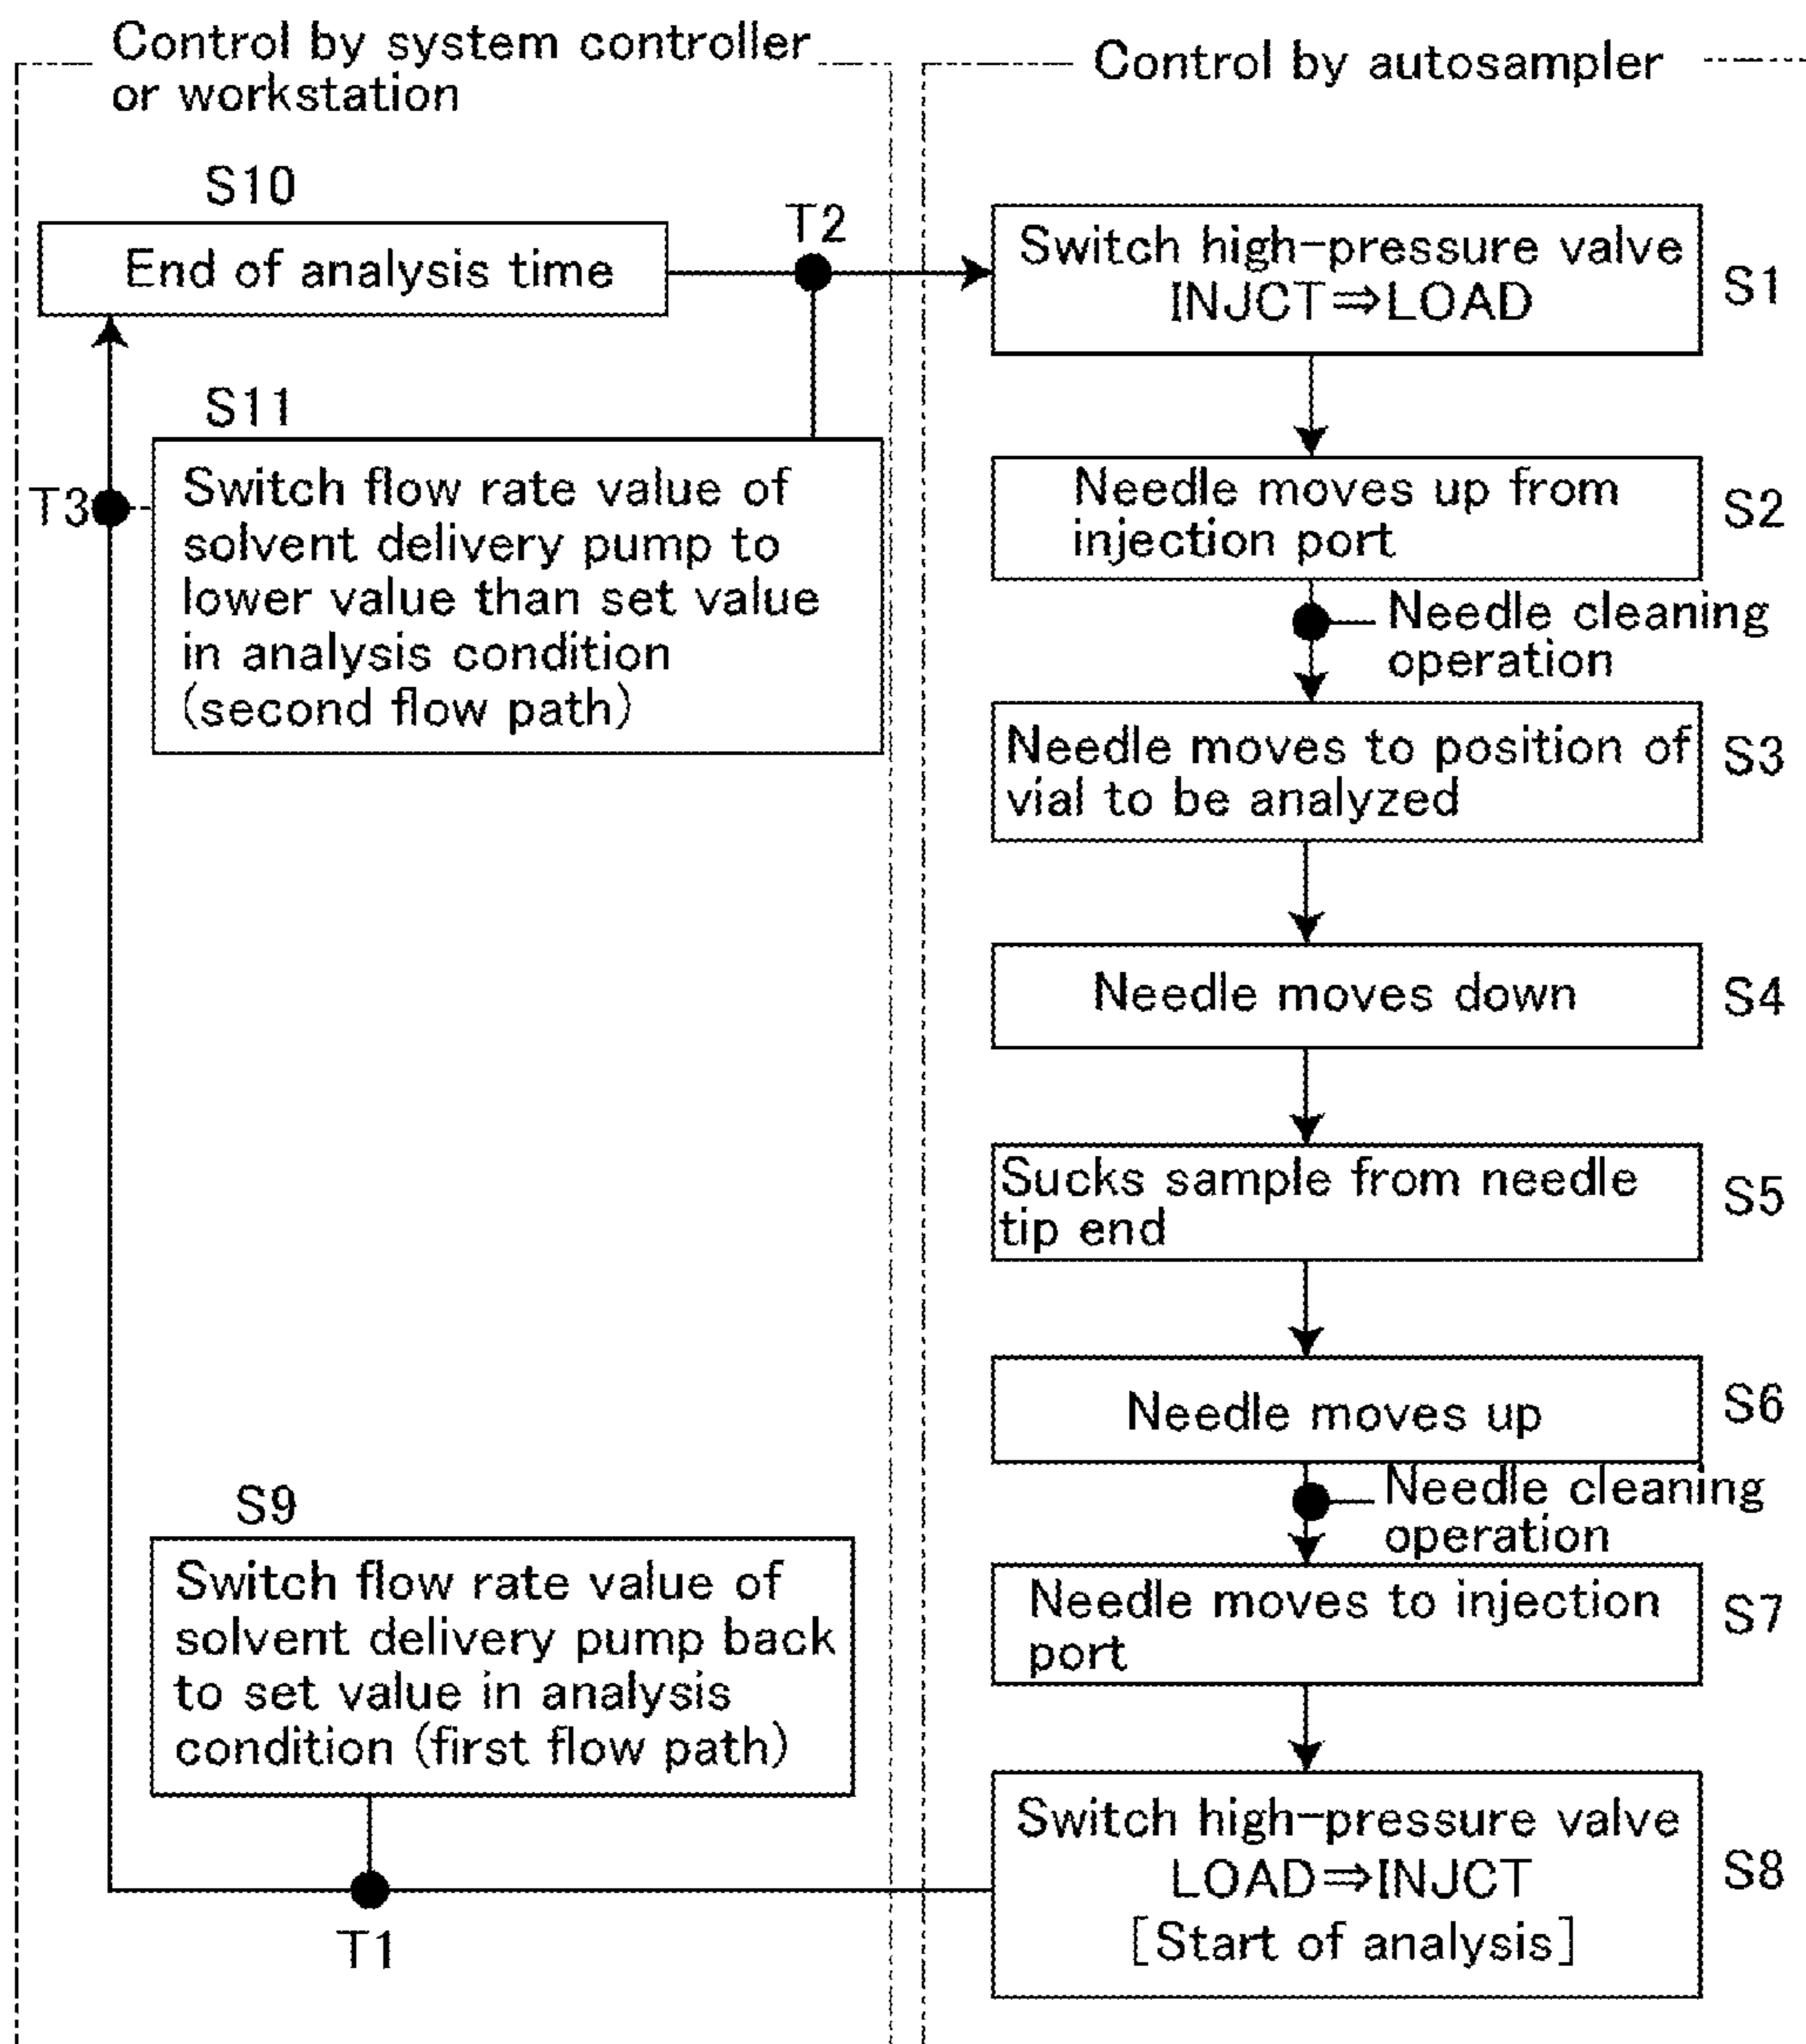 Control by system controller
or workstation
S10
End of analysis time
T2
S11
Switch flow rate value of
solvent delivery pump to
lower value than set value
in analysis condition
(second flow path)
T3
S9
Switch flow rate value of
solvent delivery pump back
to set value in analysis
condition (first flow path)
T1
Control by autosampler
Switch high-pressure valve
INJCT⇒LOAD
S1
Needle moves up from
injection port
S2
Needle cleaning
operation
Needle moves to position of
vial to be analyzed
S3
Needle moves down
S4
Sucks sample from needle
tip end
S5
Needle moves up
S6
Needle cleaning
operation
Needle moves to injection
port
S7
Switch high-pressure valve
LOAD⇒INJCT
[Start of analysis]
S8